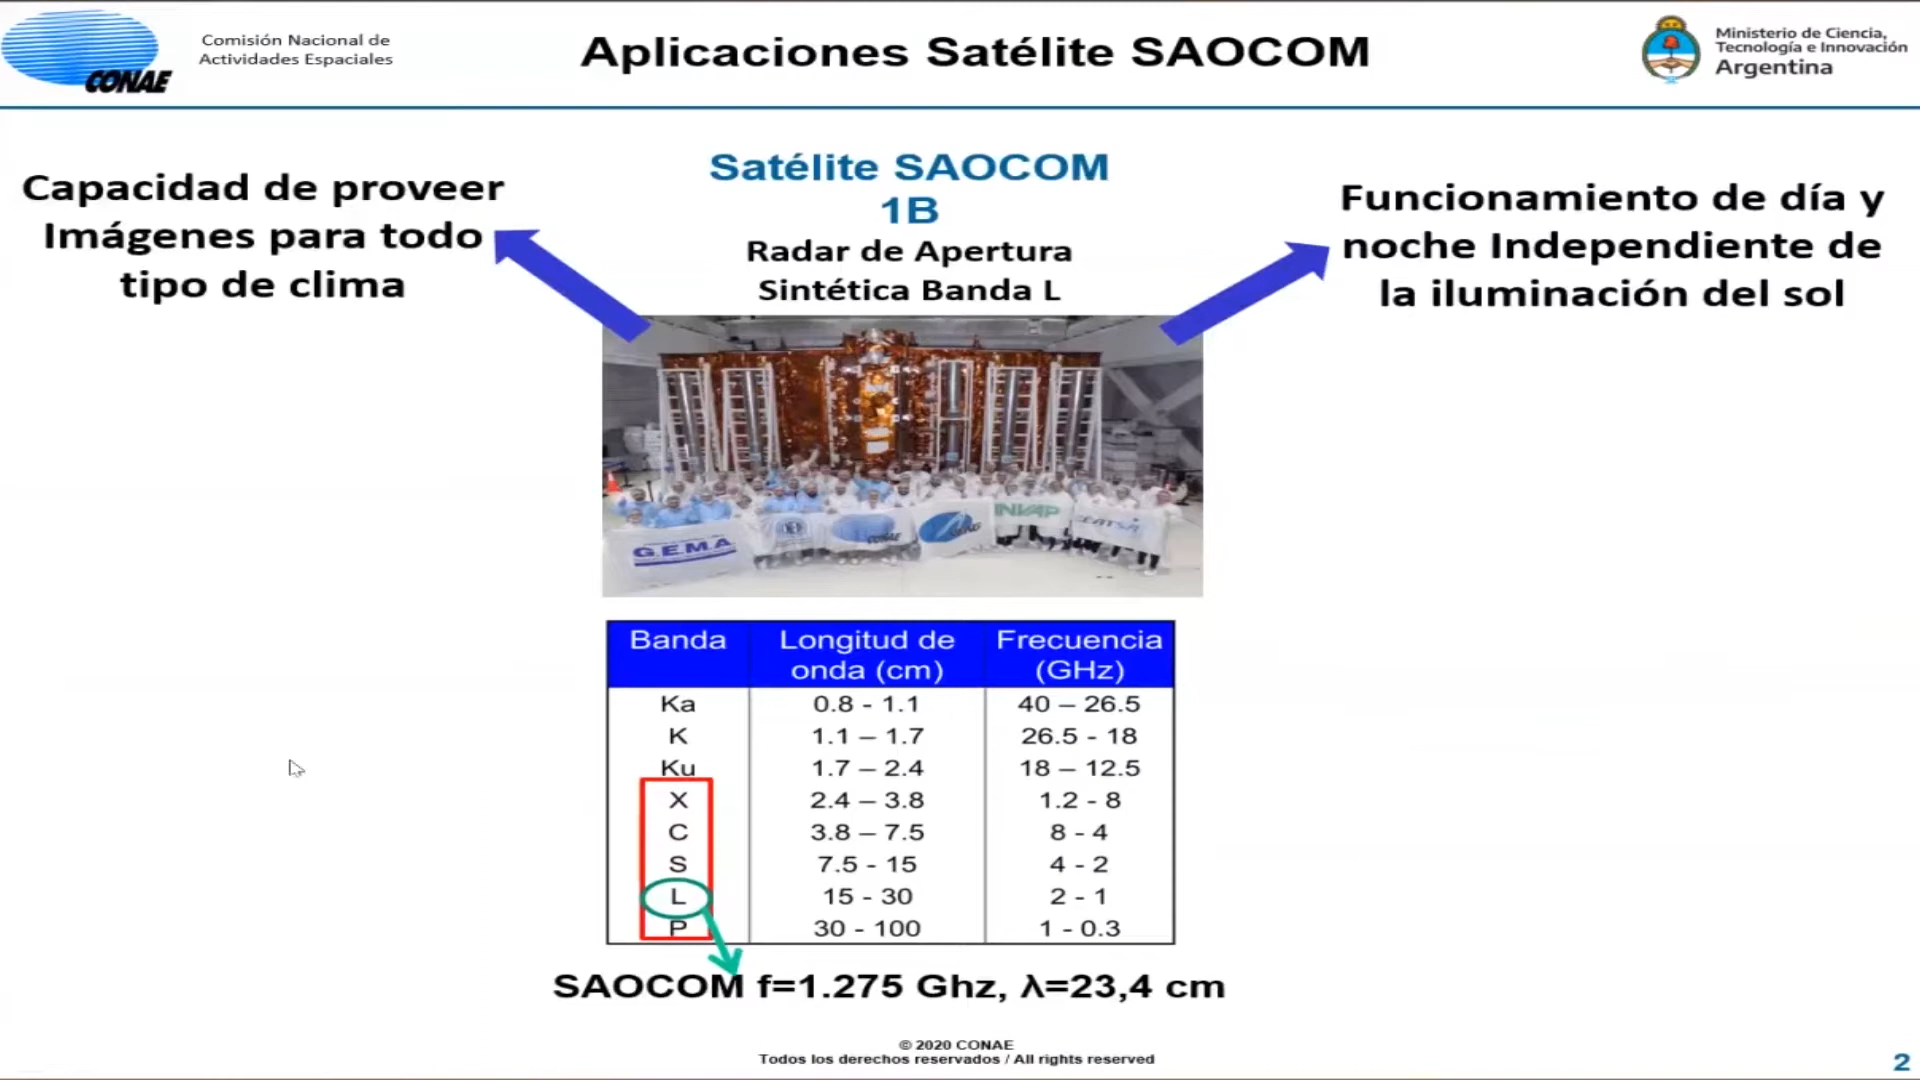 CONAE
Comisión Nacional de
Actividades Espaciales
Aplicaciones Satélite SAOCOM
Ministerio de Ciencia,
Tecnología e Innovación
Argentina
Capacidad de proveer
Imágenes para todo
tipo de clima
Satélite SAOCOM
1B
Radar de Apertura
Sintética Banda L
Funcionamiento de día y
noche Independiente de
la iluminación del sol
G.E.M.A
CONAE
INVAP
Banda Longitud de onda (cm) Frecuencia (GHz)
Ka 0.8 - 1.1 40 – 26.5
K 1.1 – 1.7 26.5 - 18
Ku 1.7 – 2.4 18 – 12.5
X 2.4 – 3.8 1.2 - 8
C 3.8 – 7.5 8 - 4
S 7.5 - 15 4 - 2
L 15 - 30 2 - 1
P 30 - 100 1 - 0.3
SAOCOM f=1.275 Ghz, λ=23,4 cm
© 2020 CONAE
Todos los derechos reservados / All rights reserved
2